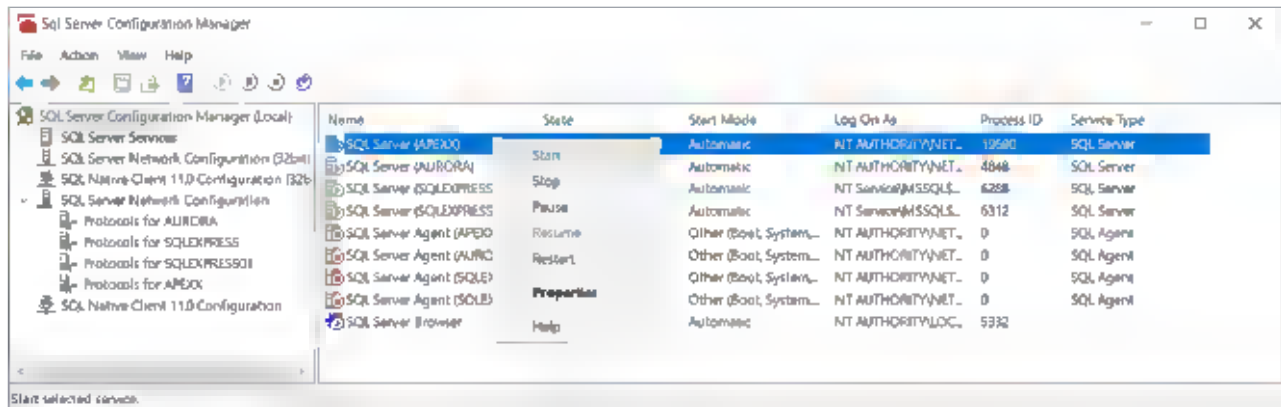 Sql Server Configuration Manager
File Action View Help
SQL Server Configuration Manager (Local)
SQL Server Services
SQL Server Network Configuration (32bit)
SQL Native Client 11.0 Configuration (32b
SQL Server Network Configuration
Protocols for AURORA
Protocols for SQLEXPRESS
Protocols for SQLEXPRESS01
Protocols for APEXX
SQL Native Client 11.0 Configuration
Name State Start Mode Log On As Process ID Service Type
SQL Server (APEXX) Automatic NT AUTHORITY\NET... SQL Server
SQL Server (AURORA) Automatic NT AUTHORITY\NET... 4848 SQL Server
SQL Server (SQLEXPRESS Automatic NT Service\MSSQL$... 6288 SQL Server
SQL Server (SQLEXPRESS Automatic NT Service\MSSQL$... 6312 SQL Server
SQL Server Agent (APEXX Other (Boot, System,... NT AUTHORITY\NET... 0 SQL Agent
SQL Server Agent (AURO Other (Boot, System,... NT AUTHORITY\NET... 0 SQL Agent
SQL Server Agent (SQLEX Other (Boot, System,... NT AUTHORITY\NET... 0 SQL Agent
SQL Server Agent (SQLEX Other (Boot, System,... NT AUTHORITY\NET... 0 SQL Agent
SQL Server Browser Automatic NT AUTHORITY\LOC... 5332
Start
Stop
Pause
Resume
Restart
Properties
Help
Start selected service.